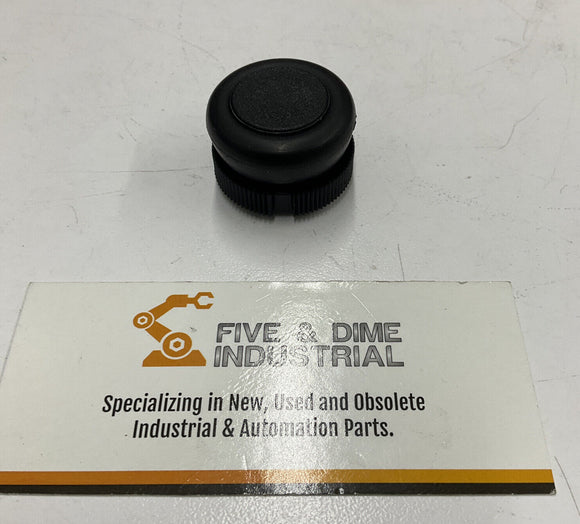 FIVE & DIME
INDUSTRIAL
Specializing in New, Used and Obsolete
Industrial & Automation Parts.